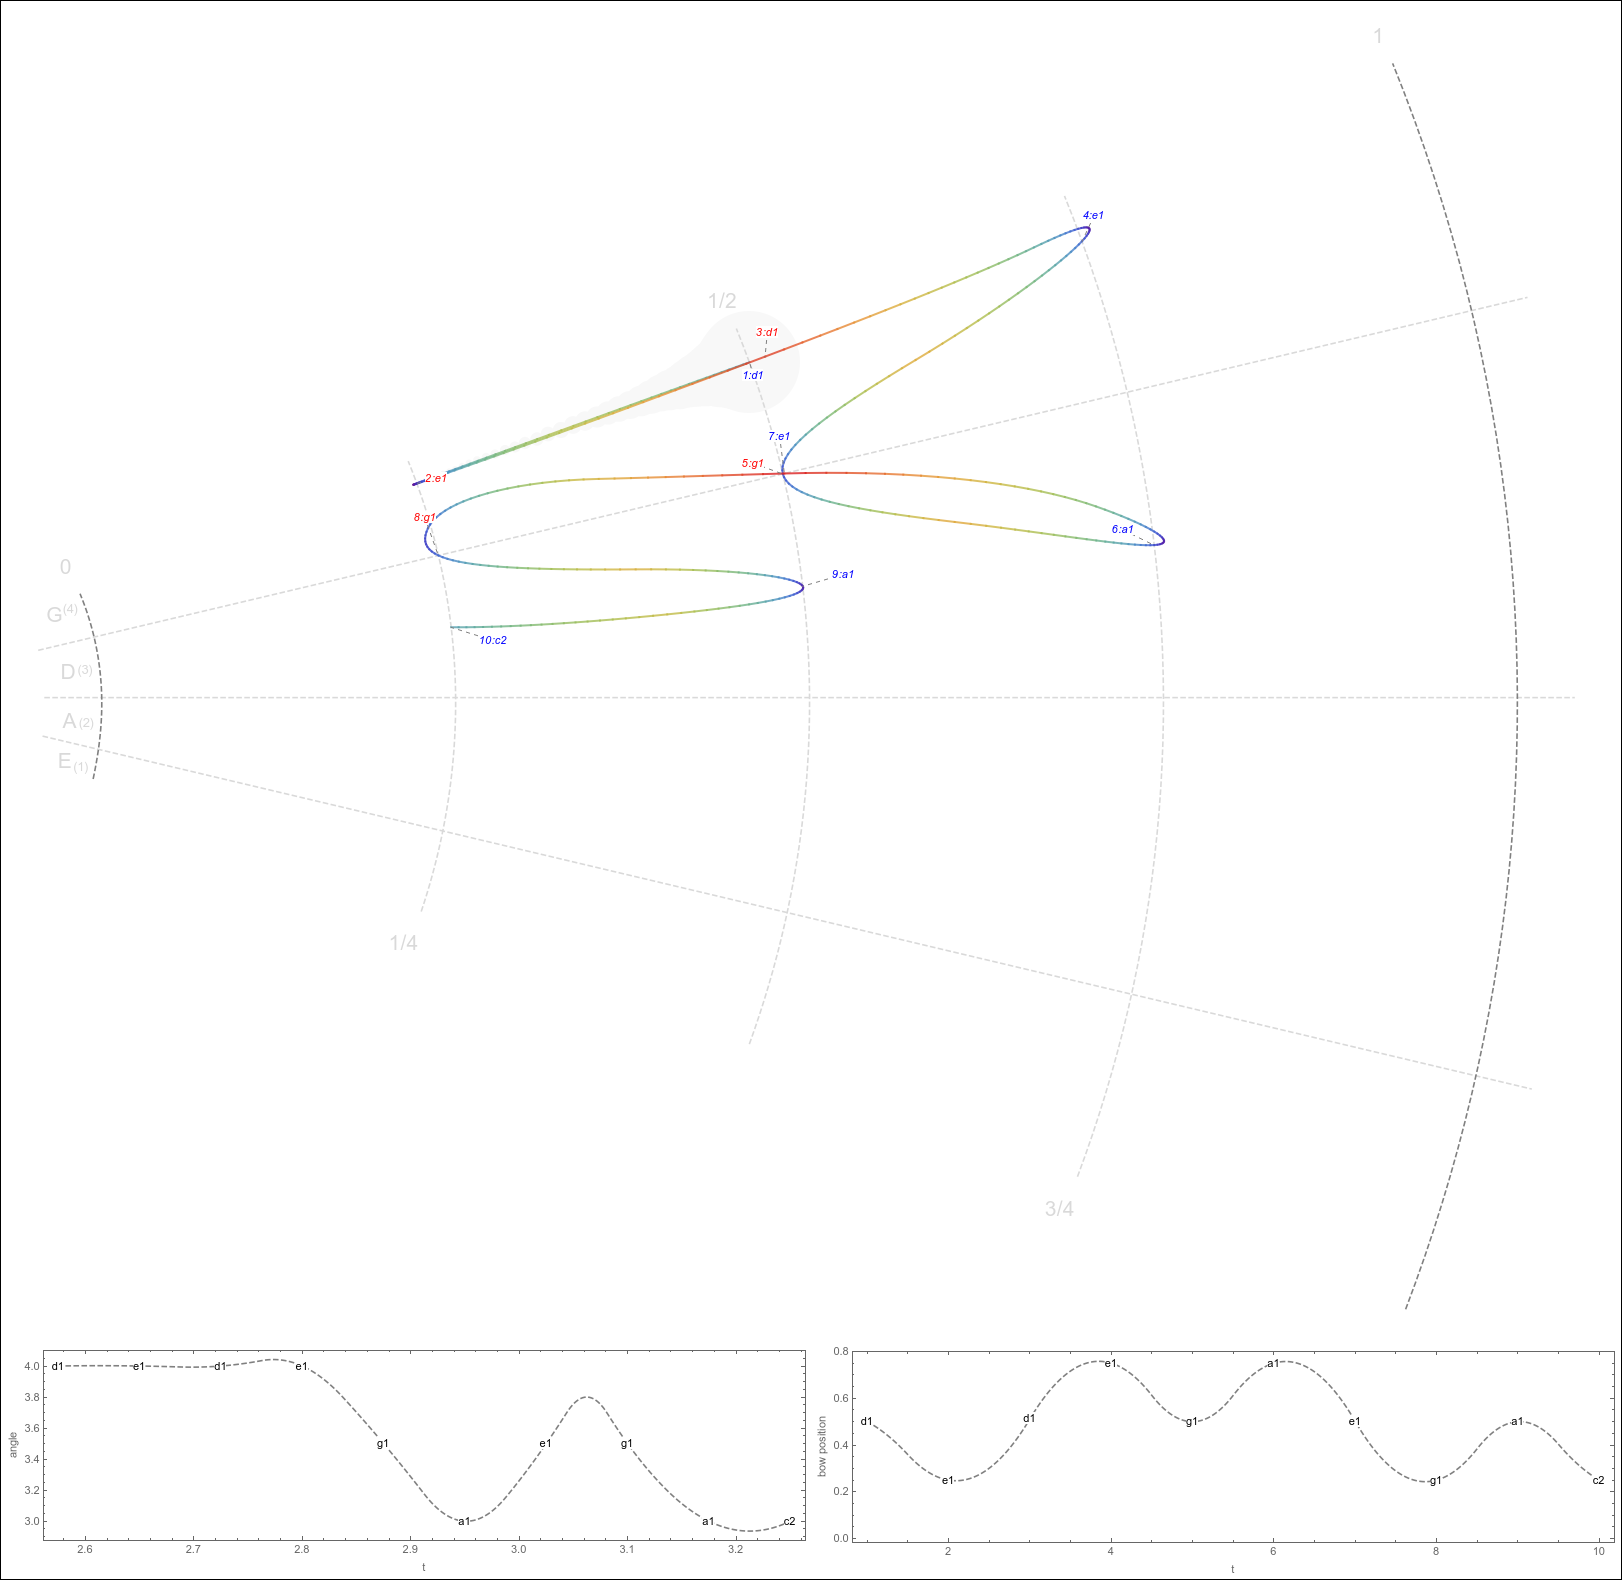 1
4:e1
1/2
3:d1
1:d1
7:e1
5:g1
2:e1
8:g1
6:a1
0
9:a1
G(4)
10:c2
D(3)
A(2)
E(1)
1/4
3/4
4.0
3.8
3.6
3.4
3.2
3.0
angle
d1 e1 d1 e1 g1 a1 e1 g1 a1 c2
2.6 2.7 2.8 2.9 3.0 3.1 3.2
t
0.8
0.6
0.4
0.2
0.0
bow position
d1 e1 d1 e1 g1 a1 e1 g1 a1 c2
2 4 6 8 10
t